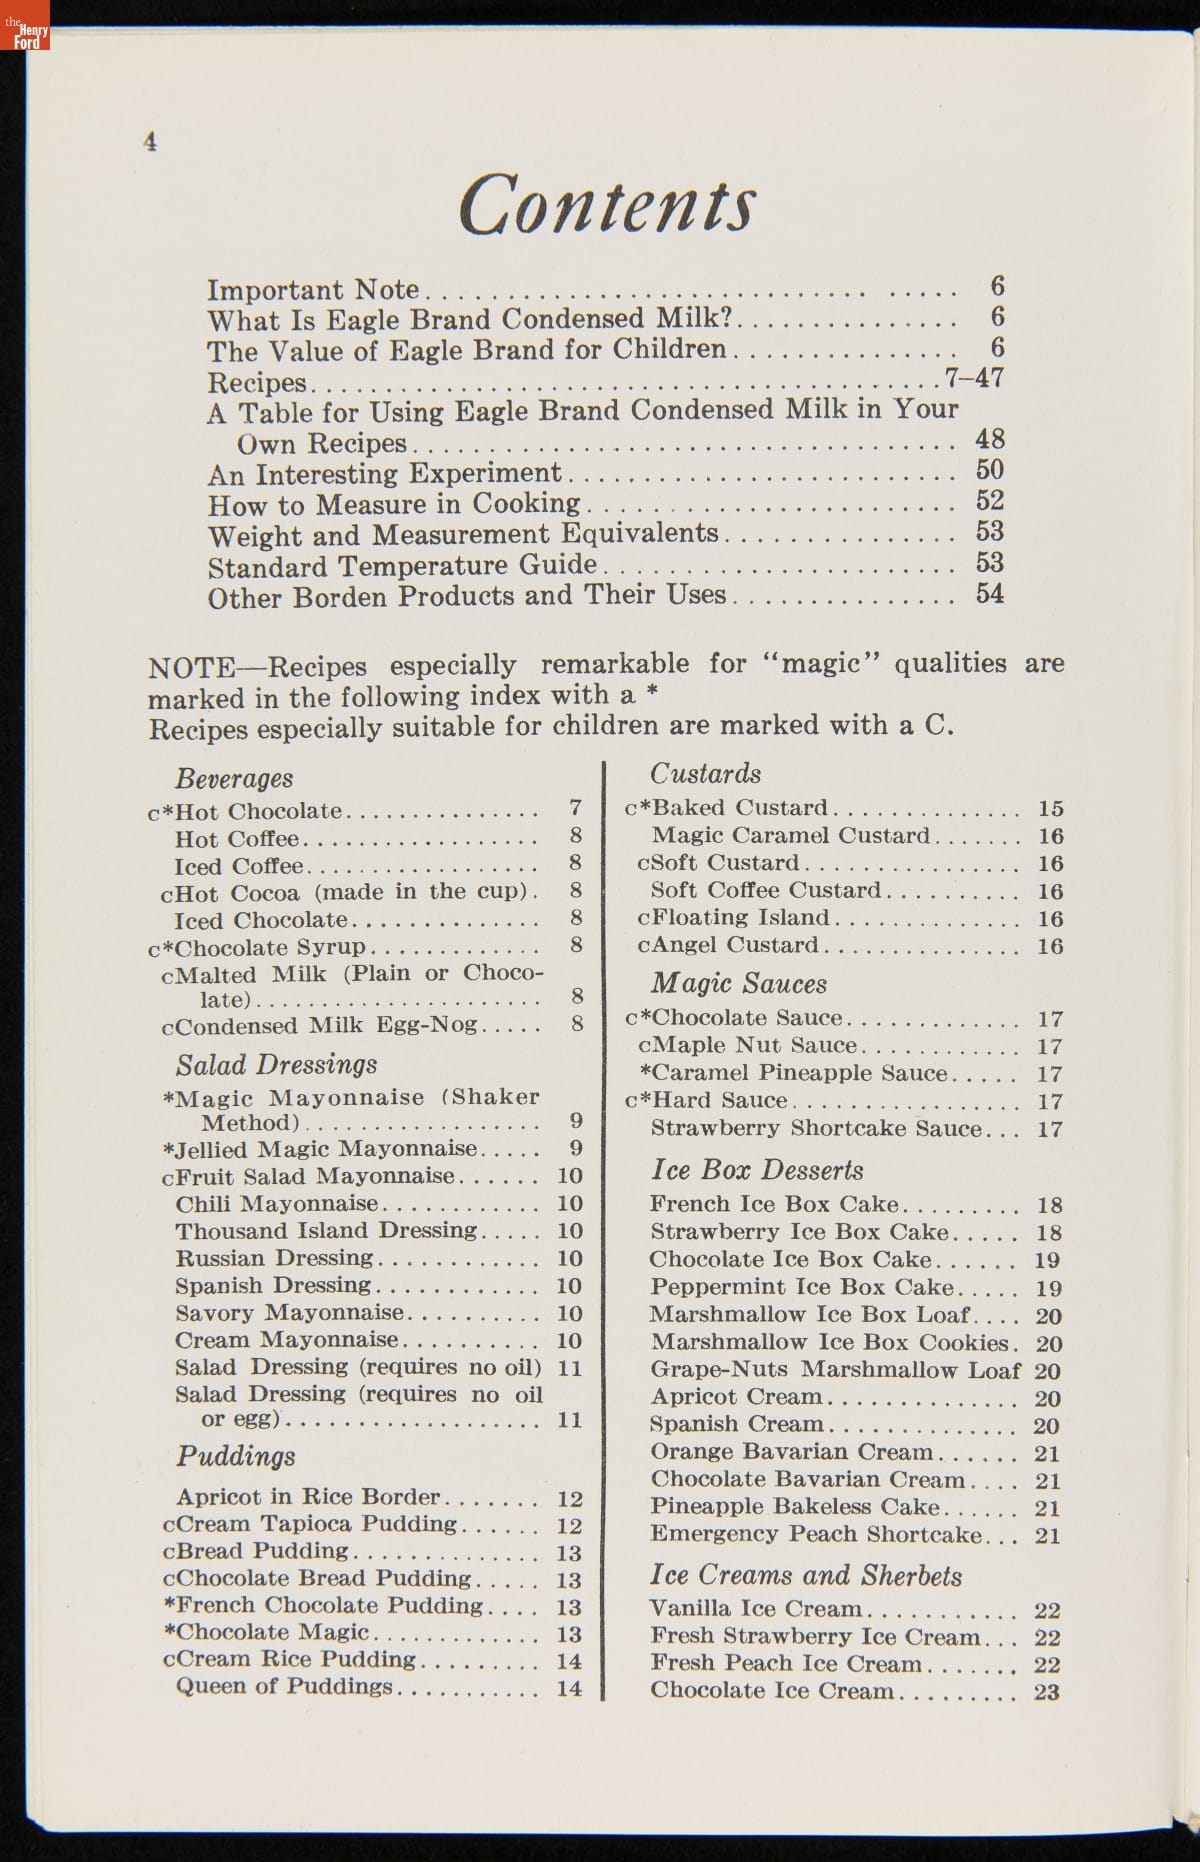 the
Henry
Ford
4
Contents
Important Note. . . . . . . . . . . . . . . . . . . . . . . . . . . . . . . . . 6
What Is Eagle Brand Condensed Milk?. . . . . . . . . . . . . . . 6
The Value of Eagle Brand for Children. . . . . . . . . . . . . . . 6
Recipes. . . . . . . . . . . . . . . . . . . . . . . . . . . . . . . . . . . . . . . . .7–47
A Table for Using Eagle Brand Condensed Milk in Your
Own Recipes. . . . . . . . . . . . . . . . . . . . . . . . . . . . . . . . . . . 48
An Interesting Experiment. . . . . . . . . . . . . . . . . . . . . . . . . 50
How to Measure in Cooking. . . . . . . . . . . . . . . . . . . . . . . . 52
Weight and Measurement Equivalents. . . . . . . . . . . . . . . 53
Standard Temperature Guide. . . . . . . . . . . . . . . . . . . . . . . 53
Other Borden Products and Their Uses. . . . . . . . . . . . . . . 54
NOTE—Recipes especially remarkable for “magic” qualities are
marked in the following index with a *
Recipes especially suitable for children are marked with a C.
Beverages
c*Hot Chocolate. . . . . . . . . . . . . . . 7
Hot Coffee. . . . . . . . . . . . . . . . . . 8
Iced Coffee. . . . . . . . . . . . . . . . . . 8
cHot Cocoa (made in the cup). 8
Iced Chocolate. . . . . . . . . . . . . . . 8
c*Chocolate Syrup. . . . . . . . . . . . . 8
cMalted Milk (Plain or Choco-
late). . . . . . . . . . . . . . . . . . . . . . 8
cCondensed Milk Egg-Nog. . . . . 8
Salad Dressings
*Magic Mayonnaise (Shaker
Method). . . . . . . . . . . . . . . . . . 9
*Jellied Magic Mayonnaise. . . . . 9
cFruit Salad Mayonnaise. . . . . . 10
Chili Mayonnaise. . . . . . . . . . . . 10
Thousand Island Dressing. . . . . 10
Russian Dressing. . . . . . . . . . . . 10
Spanish Dressing. . . . . . . . . . . . 10
Savory Mayonnaise. . . . . . . . . . 10
Cream Mayonnaise. . . . . . . . . . 10
Salad Dressing (requires no oil) 11
Salad Dressing (requires no oil
or egg). . . . . . . . . . . . . . . . . . . 11
Puddings
Apricot in Rice Border. . . . . . . 12
cCream Tapioca Pudding. . . . . . 12
cBread Pudding. . . . . . . . . . . . . . 13
cChocolate Bread Pudding. . . . . 13
*French Chocolate Pudding. . . . 13
*Chocolate Magic. . . . . . . . . . . . . 13
cCream Rice Pudding. . . . . . . . . 14
Queen of Puddings. . . . . . . . . . . 14
Custards
c*Baked Custard. . . . . . . . . . . . . . 15
Magic Caramel Custard. . . . . . . 16
cSoft Custard. . . . . . . . . . . . . . . . 16
Soft Coffee Custard. . . . . . . . . . 16
cFloating Island. . . . . . . . . . . . . . 16
cAngel Custard. . . . . . . . . . . . . . . 16
Magic Sauces
c*Chocolate Sauce. . . . . . . . . . . . . 17
cMaple Nut Sauce. . . . . . . . . . . . 17
*Caramel Pineapple Sauce. . . . . 17
c*Hard Sauce. . . . . . . . . . . . . . . . . 17
Strawberry Shortcake Sauce. . . 17
Ice Box Desserts
French Ice Box Cake. . . . . . . . . 18
Strawberry Ice Box Cake. . . . . 18
Chocolate Ice Box Cake. . . . . . 19
Peppermint Ice Box Cake. . . . . 19
Marshmallow Ice Box Loaf. . . . 20
Marshmallow Ice Box Cookies. 20
Grape-Nuts Marshmallow Loaf 20
Apricot Cream. . . . . . . . . . . . . . 20
Spanish Cream. . . . . . . . . . . . . . 20
Orange Bavarian Cream. . . . . . 21
Chocolate Bavarian Cream. . . . 21
Pineapple Bakeless Cake. . . . . . 21
Emergency Peach Shortcake. . . 21
Ice Creams and Sherbets
Vanilla Ice Cream. . . . . . . . . . . 22
Fresh Strawberry Ice Cream. . . 22
Fresh Peach Ice Cream. . . . . . . 22
Chocolate Ice Cream. . . . . . . . . 23